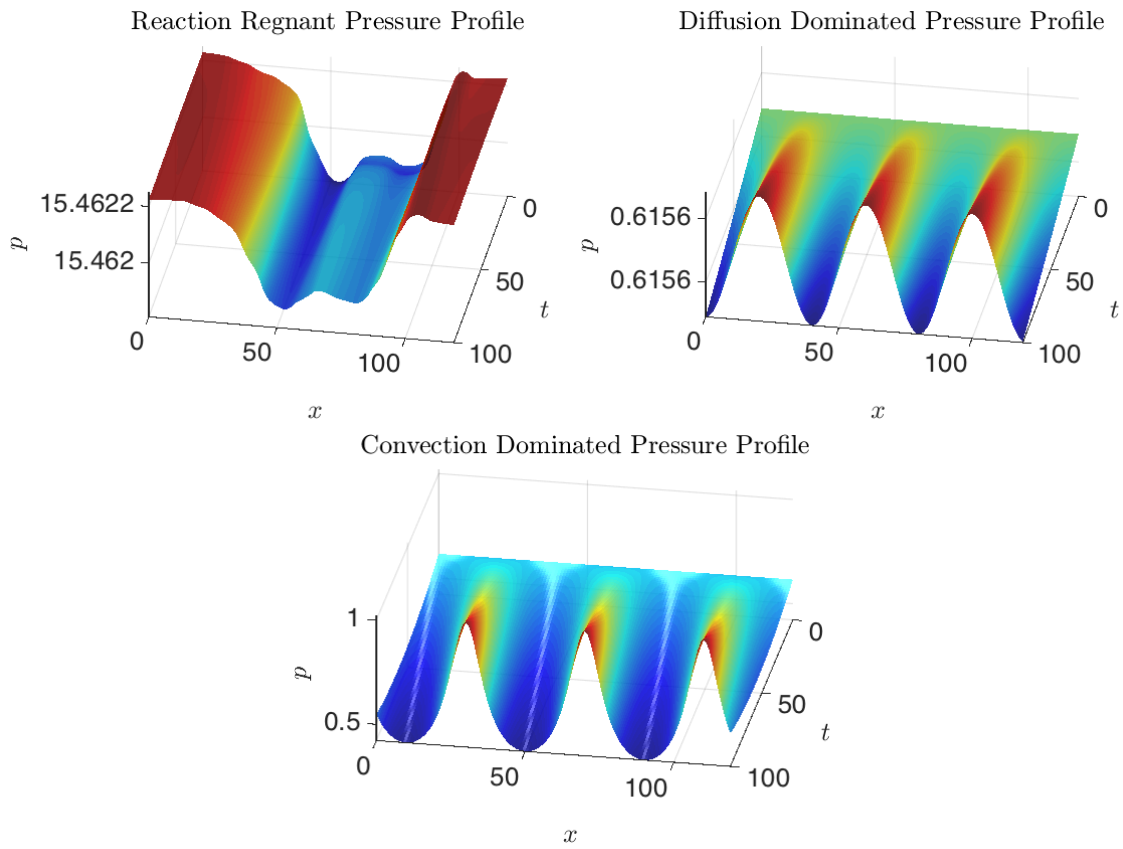 Reaction Regnant Pressure Profile
15.4622
15.462
p
0
50
100
x
0
50
100
t
Diffusion Dominated Pressure Profile
0.6156
0.6156
p
0
50
100
x
0
50
100
t
Convection Dominated Pressure Profile
1
0.5
p
0
50
100
x
0
50
100
t